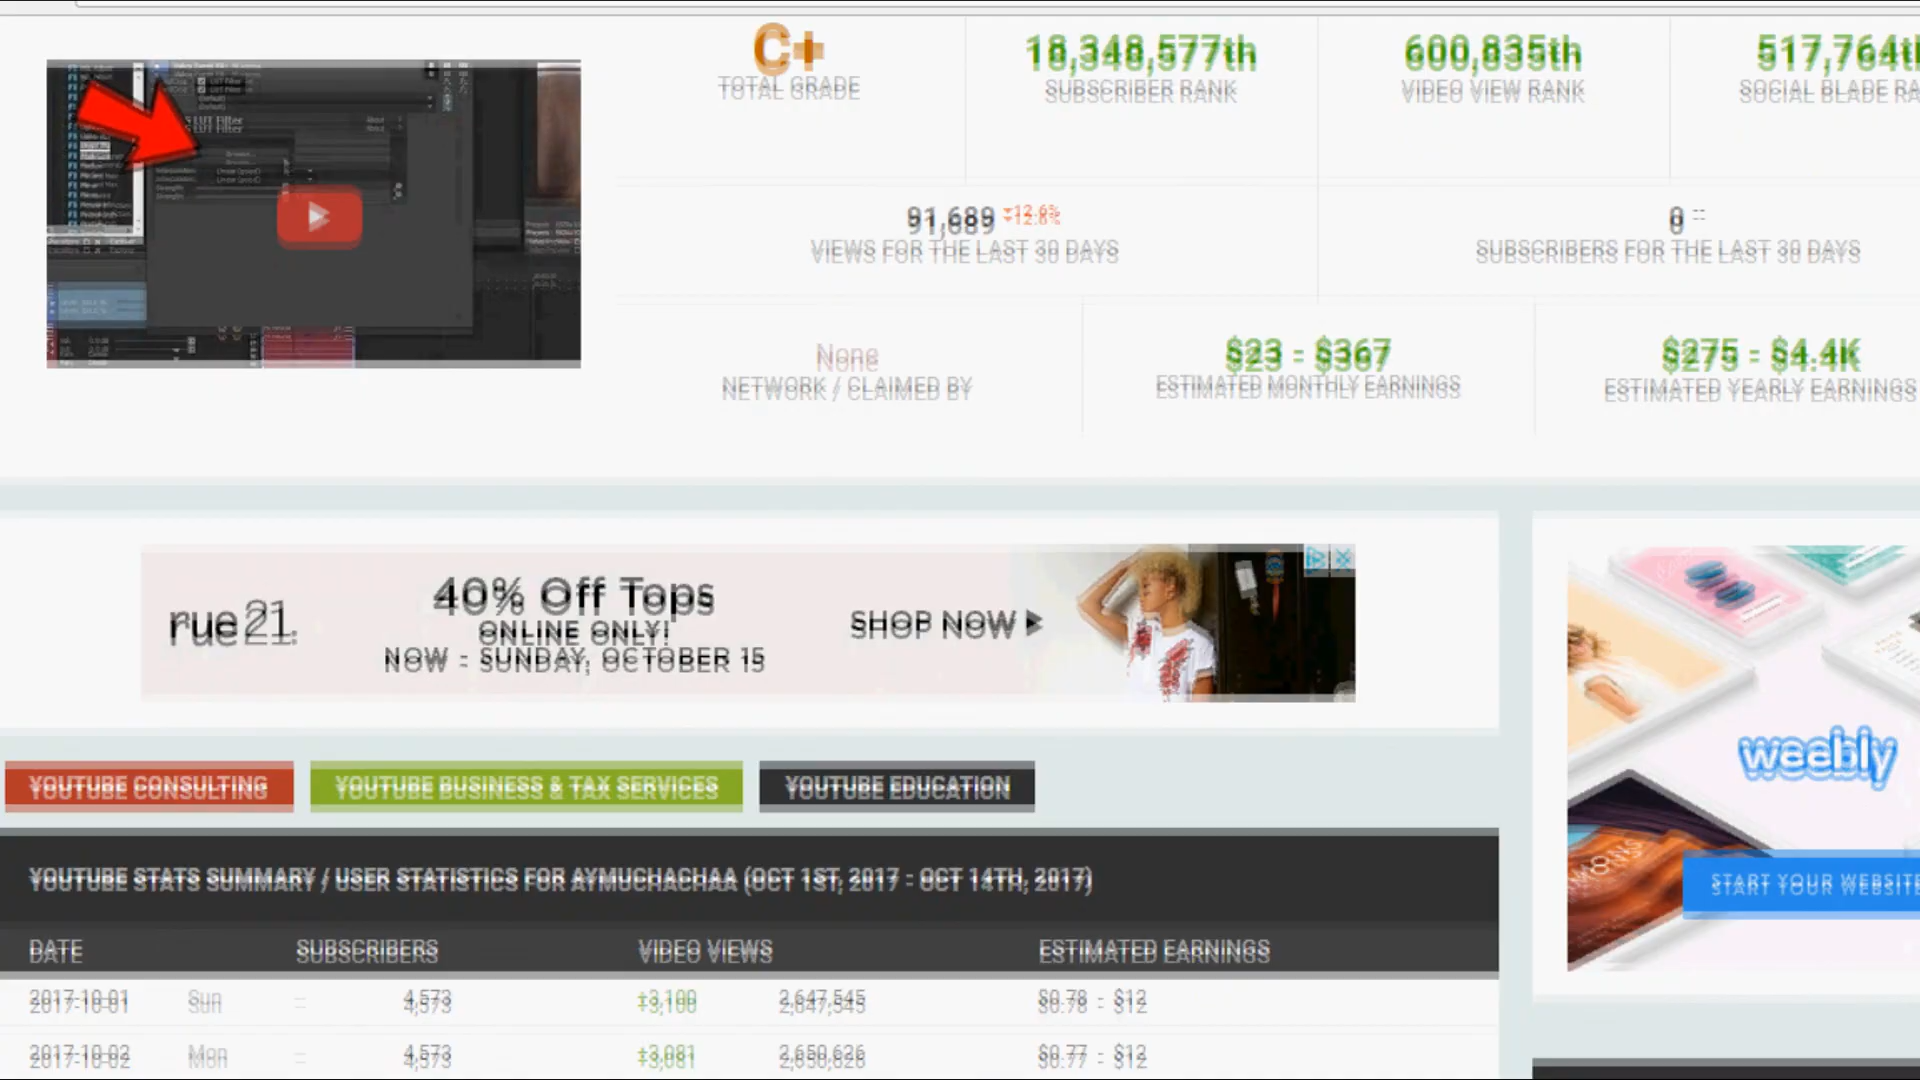 C+
TOTAL GRADE
18,348,577th
SUBSCRIBER RANK
600,835th
VIDEO VIEW RANK
517,764th
SOCIAL BLADE RA
LUT Filter
91,689 -12.6%
VIEWS FOR THE LAST 30 DAYS
0 --
SUBSCRIBERS FOR THE LAST 30 DAYS
None
NETWORK / CLAIMED BY
$23 - $367
ESTIMATED MONTHLY EARNINGS
$275 - $4.4K
ESTIMATED YEARLY EARNINGS
rue21
40% Off Tops
ONLINE ONLY!
NOW - SUNDAY, OCTOBER 15
SHOP NOW
weebly
START YOUR WEBSITE
YOUTUBE CONSULTING
YOUTUBE BUSINESS & TAX SERVICES
YOUTUBE EDUCATION
YOUTUBE STATS SUMMARY / USER STATISTICS FOR AYMUCHACHAA (OCT 1ST, 2017 - OCT 14TH, 2017)
DATE SUBSCRIBERS VIDEO VIEWS ESTIMATED EARNINGS
2017-10-01 Sun -- 4,573 +3,100 2,647,545 $0.78 - $12
2017-10-02 Mon -- 4,573 +3,081 2,650,626 $0.77 - $12